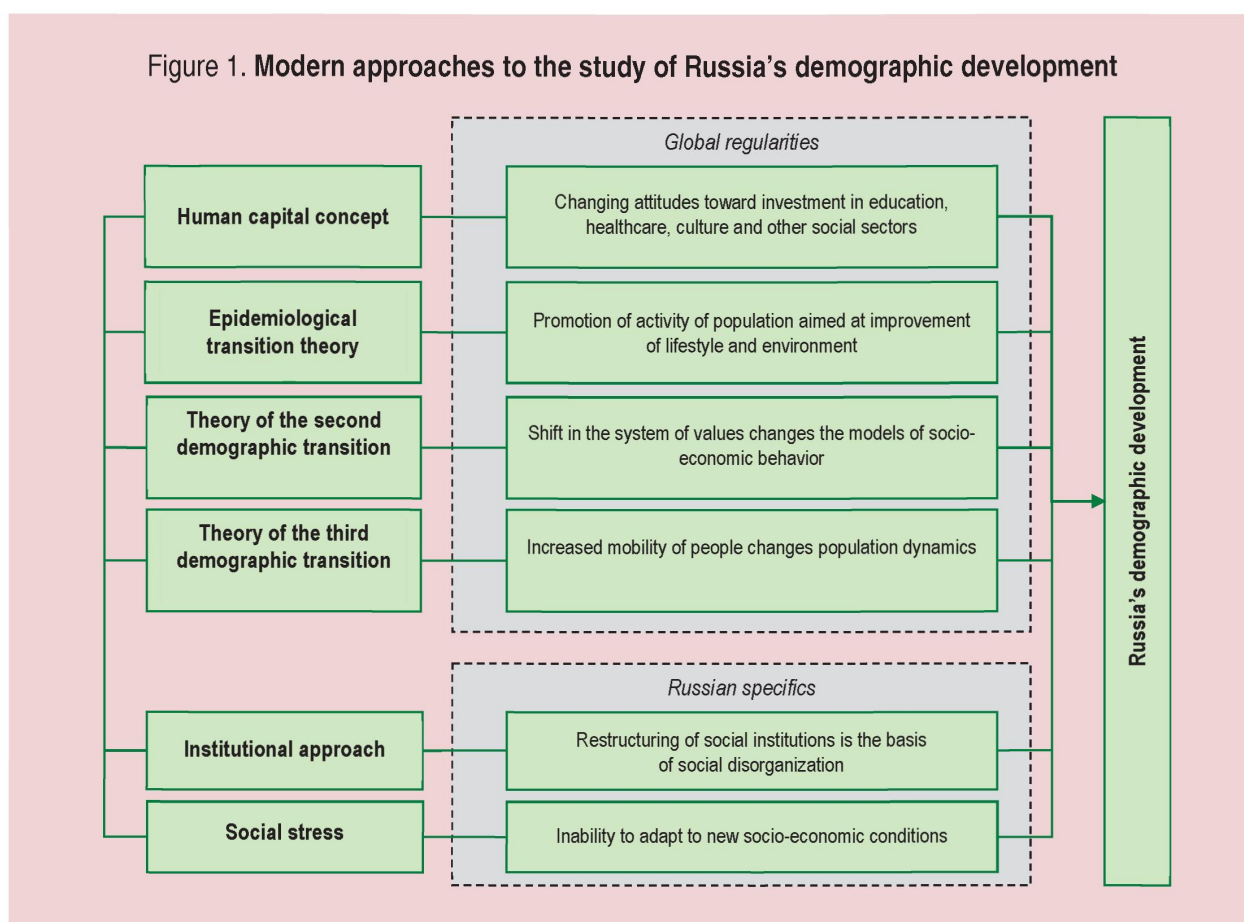 Figure 1. Modern approaches to the study of Russia's demographic development
Global regularities
Human capital concept
Changing attitudes toward investment in education,
healthcare, culture and other social sectors
Epidemiological
transition theory
Promotion of activity of population aimed at improvement
of lifestyle and environment
Theory of the second
demographic transition
Shift in the system of values changes the models of socio-
economic behavior
Theory of the third
demographic transition
Increased mobility of people changes population dynamics
Russian specifics
Institutional approach
Restructuring of social institutions is the basis
of social disorganization
Social stress
Inability to adapt to new socio-economic conditions
Russia's demographic development